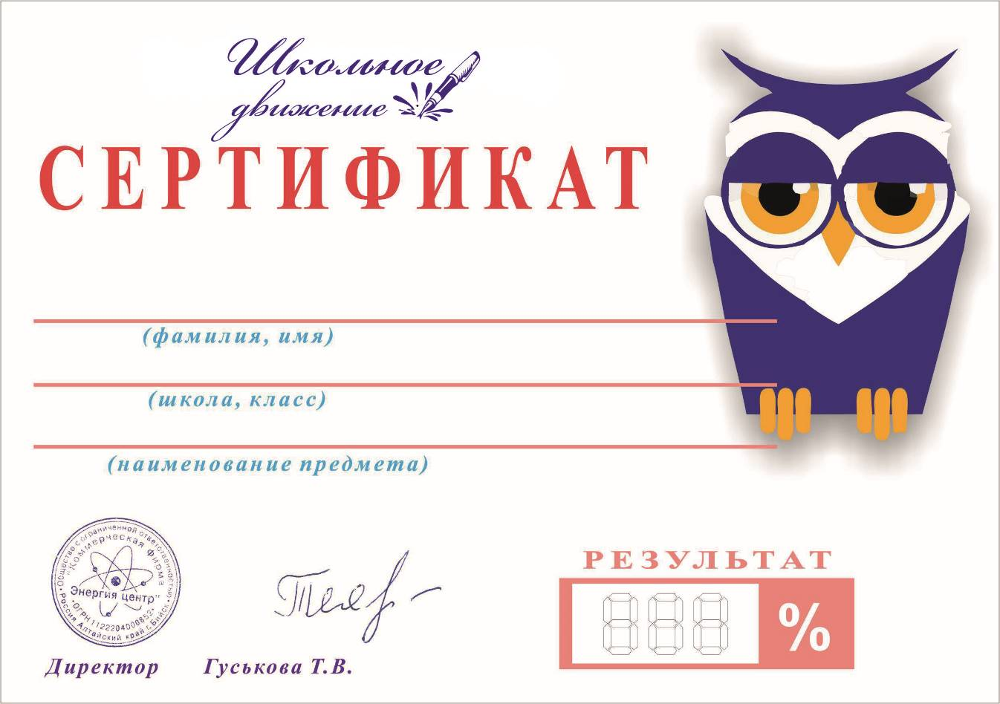 Школьное
движение
СЕРТИФИКАТ
(фамилия, имя)
(школа, класс)
(наименование предмета)
Общество с ограниченной ответственностью
"Коммерческая фирма
Энергия центр"
ОГРН 1122204000852
Россия Алтайский край г. Бийск
Директор
Гуськова Т.В.
РЕЗУЛЬТАТ
%